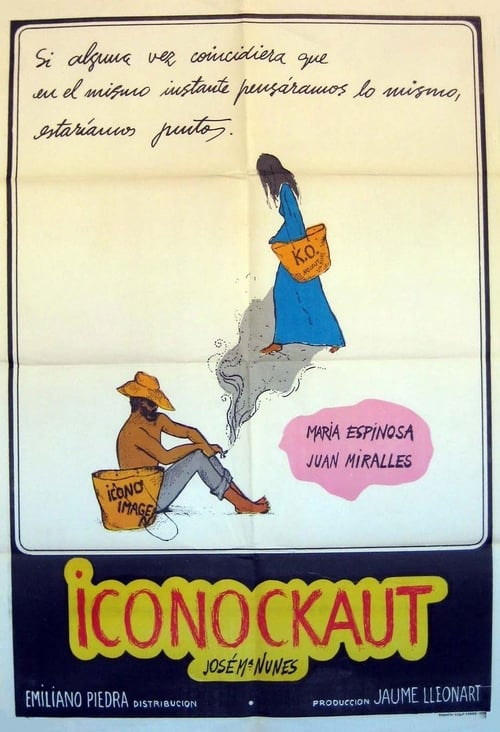 Si alguna vez coincidiera que
en el mismo instante pensáramos lo mismo,
estaríamos juntos.
K.O.
MARÍA ESPINOSA
JUAN MIRALLES
ICONO
IMAGEN
ICONOCKAUT
JOSÉ Mª NUNES
EMILIANO PIEDRA DISTRIBUCION
PRODUCCION JAUME LLEONART